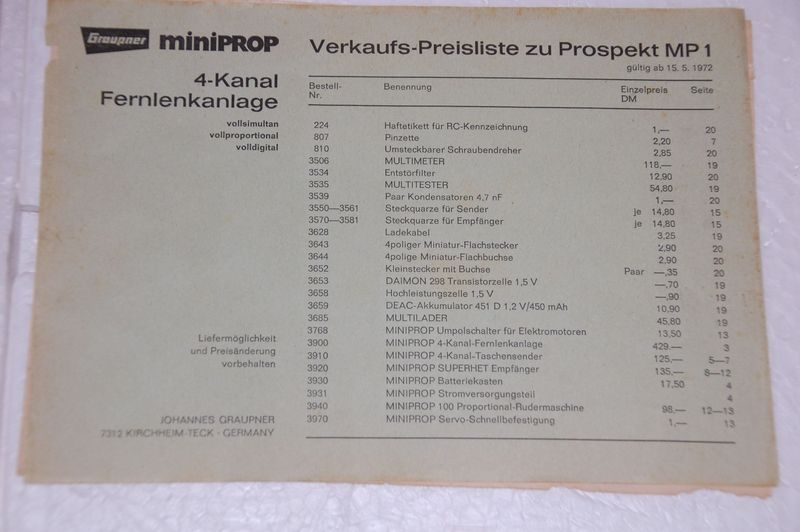 Graupner miniPROP
4-Kanal
Fernlenkanlage
vollsimultan
vollproportional
volldigital
Liefermöglichkeit
und Preisänderung
vorbehalten
JOHANNES GRAUPNER
7312 KIRCHHEIM-TECK - GERMANY
Verkaufs-Preisliste zu Prospekt MP 1
gültig ab 15. 5. 1972
Bestell- Benennung Einzelpreis Seite
Nr. DM
224 Haftetikett für RC-Kennzeichnung 1,— 20
807 Pinzette 2,20 7
810 Umsteckbarer Schraubendreher 2,85 20
3506 MULTIMETER 118,— 19
3534 Entstörfilter 12,90 20
3535 MULTITESTER 54,80 19
3539 Paar Kondensatoren 4,7 nF 1,— 20
3550—3561 Steckquarze für Sender je 14,80 15
3570—3581 Steckquarze für Empfänger je 14,80 15
3628 Ladekabel 3,25 19
3643 4poliger Miniatur-Flachstecker 2,90 20
3644 4polige Miniatur-Flachbuchse 2,90 20
3652 Kleinstecker mit Buchse Paar —,35 20
3653 DAIMON 298 Transistorzelle 1,5 V —,70 19
3658 Hochleistungszelle 1,5 V —,90 19
3659 DEAC-Akkumulator 451 D 1,2 V/450 mAh 10,90 19
3685 MULTILADER 45,80 19
3768 MINIPROP Umpolschalter für Elektromotoren 13,50 13
3900 MINIPROP 4-Kanal-Fernlenkanlage 429.— 3
3910 MINIPROP 4-Kanal-Taschensender 125,— 5—7
3920 MINIPROP SUPERHET Empfänger 135,— 8—12
3930 MINIPROP Batteriekasten 17,50 4
3931 MINIPROP Stromversorgungsteil 4
3940 MINIPROP 100 Proportional-Rudermaschine 98,— 12—13
3970 MINIPROP Servo-Schnellbefestigung 1,— 13